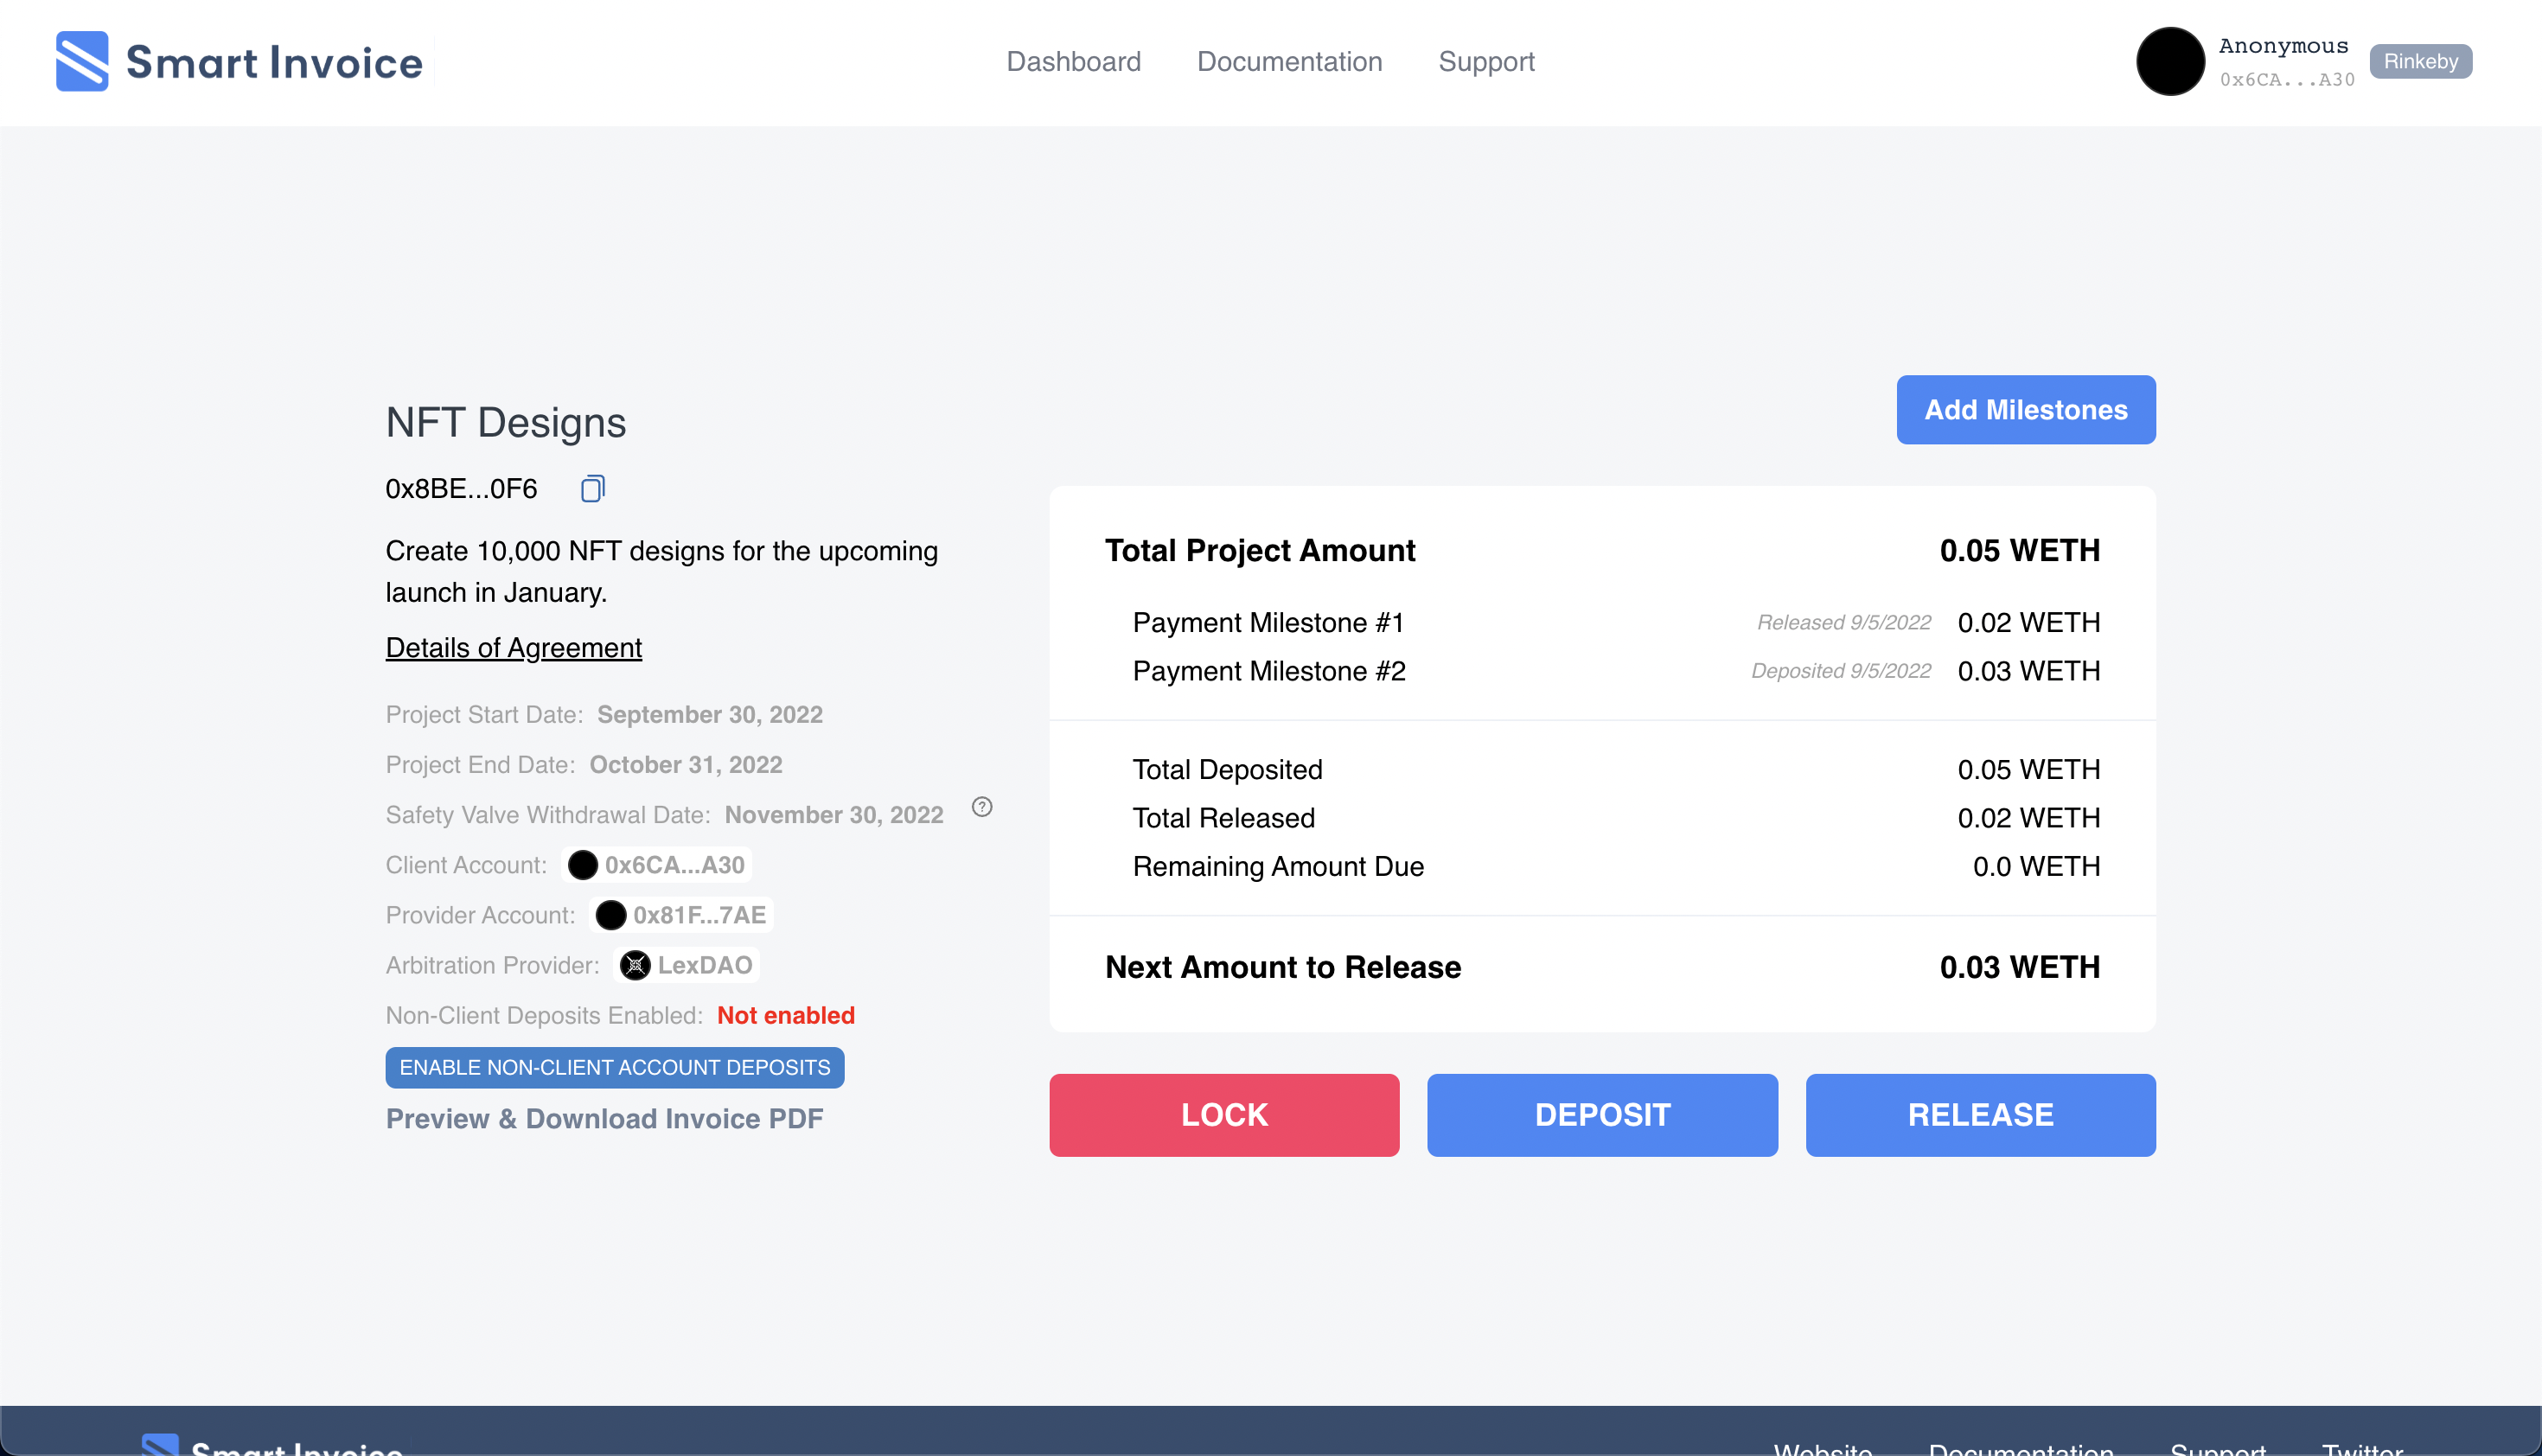 Smart Invoice
Dashboard Documentation Support
Anonymous
0x6CA...A30
Rinkeby
NFT Designs
0x8BE...0F6
Create 10,000 NFT designs for the upcoming
launch in January.
Details of Agreement
Project Start Date: September 30, 2022
Project End Date: October 31, 2022
Safety Valve Withdrawal Date: November 30, 2022 ?
Client Account: 0x6CA...A30
Provider Account: 0x81F...7AE
Arbitration Provider: LexDAO
Non-Client Deposits Enabled: Not enabled
ENABLE NON-CLIENT ACCOUNT DEPOSITS
Preview & Download Invoice PDF
Add Milestones
Total Project Amount 0.05 WETH
Payment Milestone #1 Released 9/5/2022 0.02 WETH
Payment Milestone #2 Deposited 9/5/2022 0.03 WETH
Total Deposited 0.05 WETH
Total Released 0.02 WETH
Remaining Amount Due 0.0 WETH
Next Amount to Release 0.03 WETH
LOCK DEPOSIT RELEASE
Smart Invoice Website Documentation Support Twitter